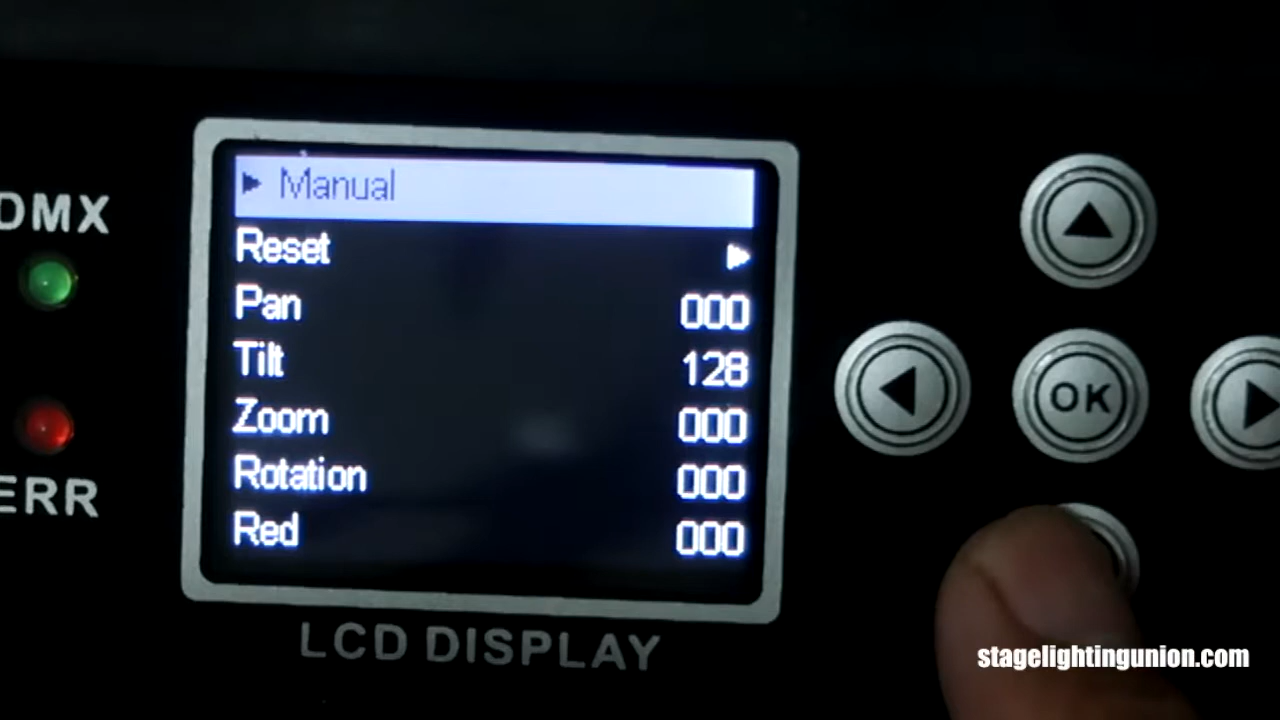 DMX
ERR
Manual
Reset
Pan 000
Tilt 128
Zoom 000
Rotation 000
Red 000
LCD DISPLAY
OK
stagelightingunion.com